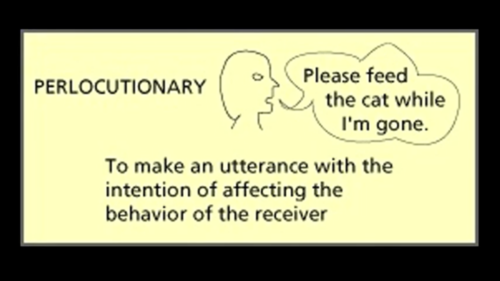 PERLOCUTIONARY
Please feed
the cat while
I'm gone.
To make an utterance with the
intention of affecting the
behavior of the receiver